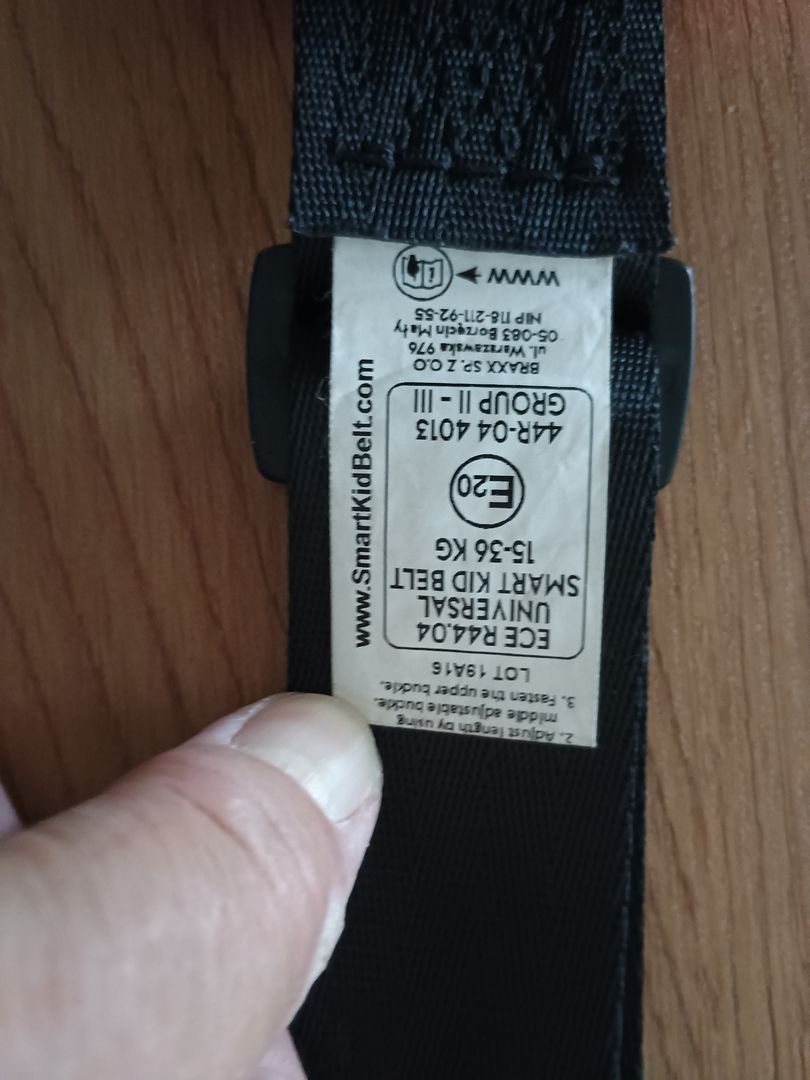 2. Adjust length by using
middle adjustable buckle.
3. Fasten the upper buckle.
LOT 19A16
ECE R44.04
UNIVERSAL
SMART KID BELT
15-36 KG
E20
44R-04 4013
GROUP II - III
BRAXX SP. Z O.O
ul. Warszawska 976
05-083 Borzęcin Mały
NIP 118-211-92-55
WWW
www.SmartKidBelt.com